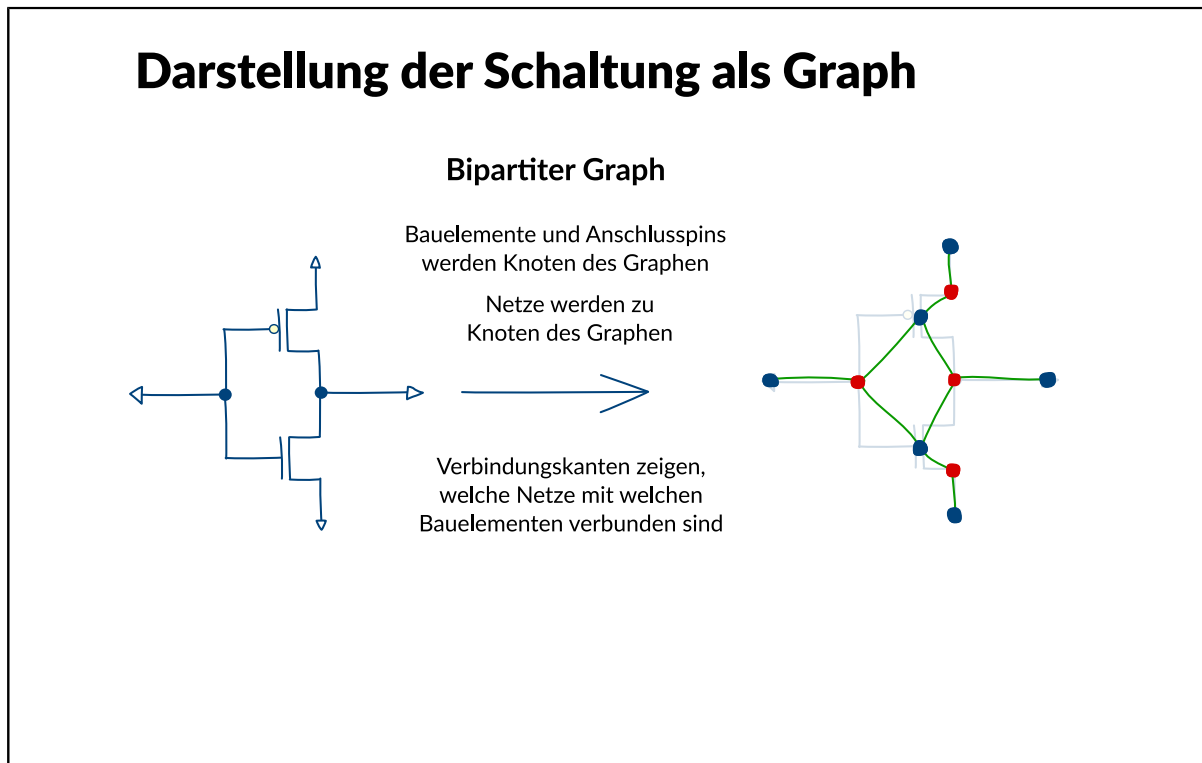 Darstellung der Schaltung als Graph
Bipartiter Graph
Bauelemente und Anschlusspins
werden Knoten des Graphen
Netze werden zu
Knoten des Graphen
Verbindungskanten zeigen,
welche Netze mit welchen
Bauelementen verbunden sind